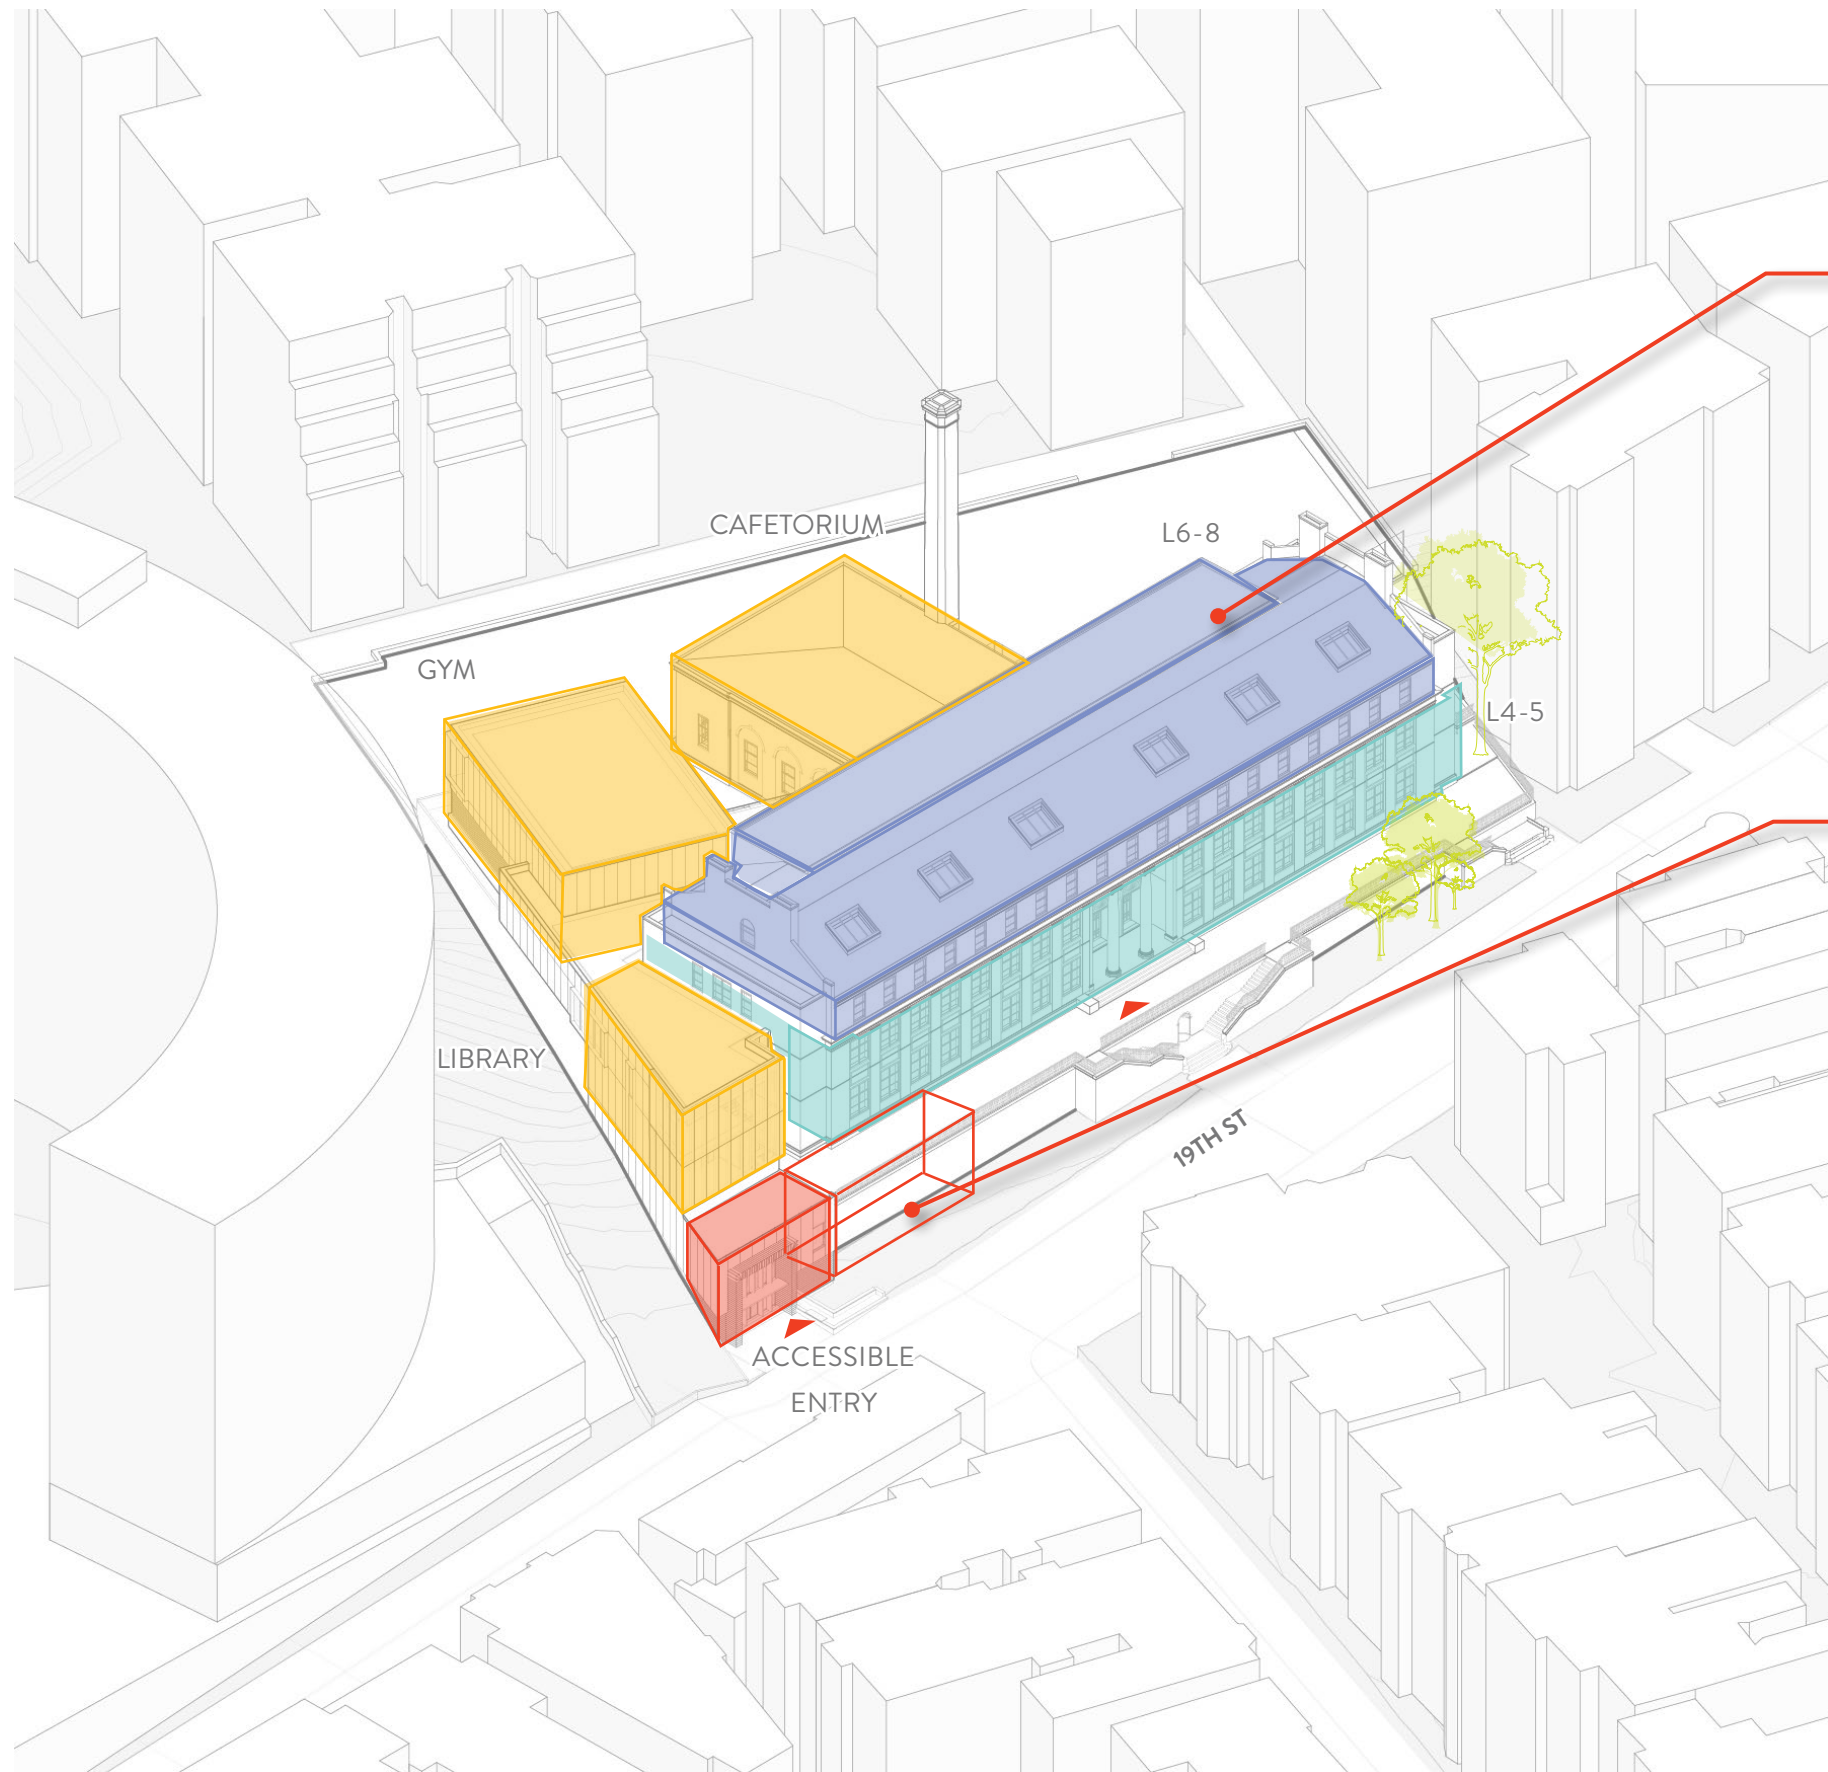 CAFETORIUM
L6-8
GYM
L4-5
LIBRARY
19TH ST
ACCESSIBLE
ENTRY